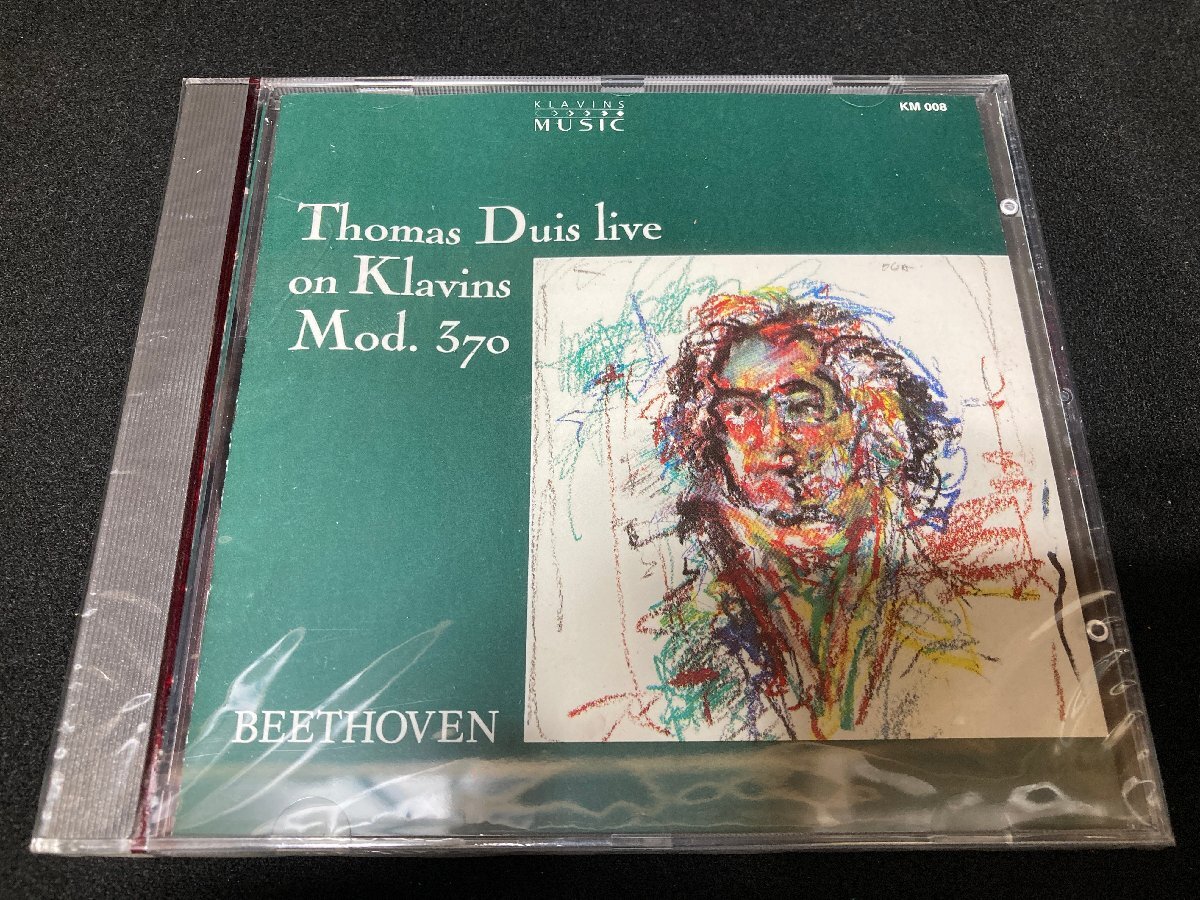 KLAVINS
MUSIC
KM 008
Thomas Duis live
on Klavins
Mod. 370
BEETHOVEN